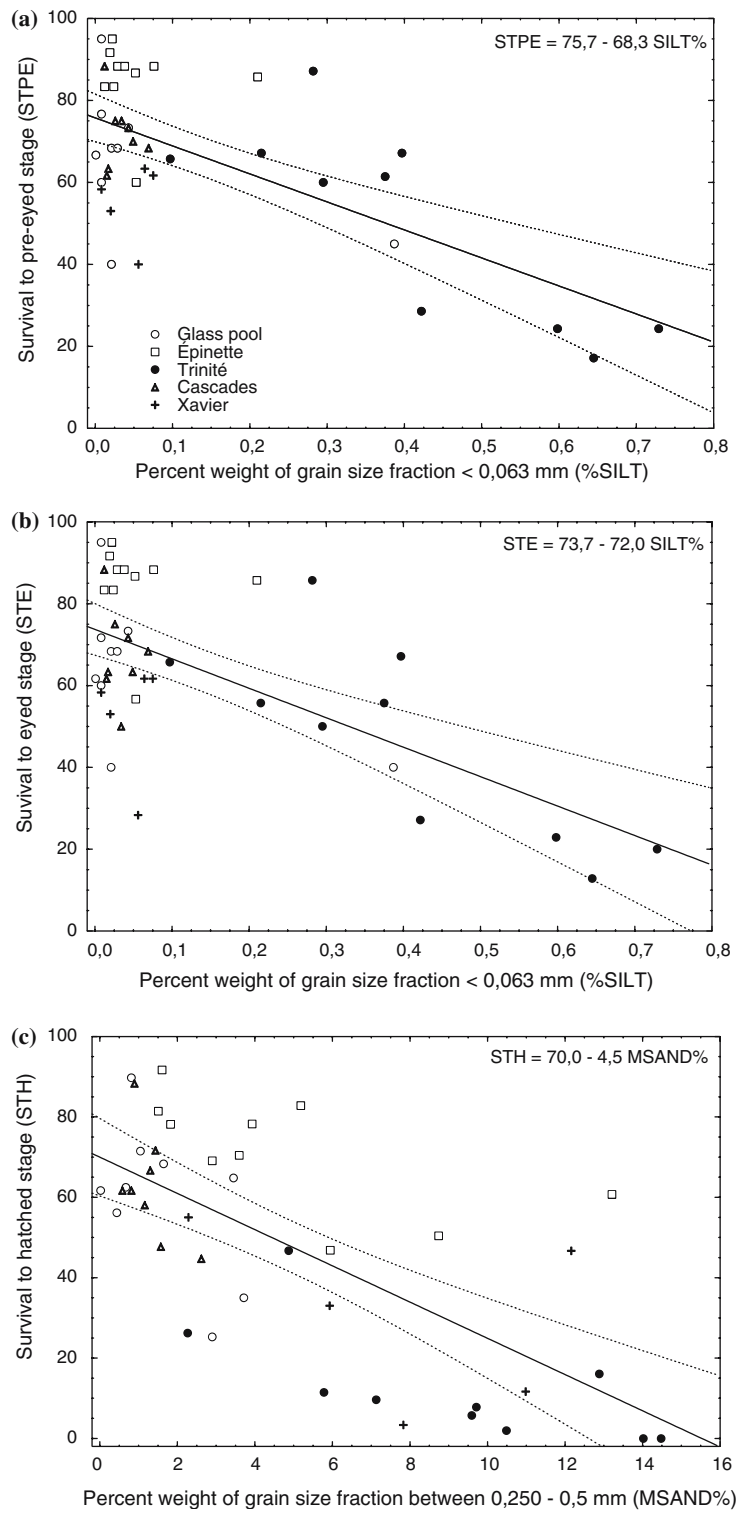 (a)
100
80
60
40
20
0
Survival to pre-eyed stage (STPE)
STPE = 75,7 - 68,3 SILT%
Glass pool
Épinette
Trinité
Cascades
Xavier
0,0 0,1 0,2 0,3 0,4 0,5 0,6 0,7 0,8
Percent weight of grain size fraction < 0,063 mm (%SILT)
(b)
100
80
60
40
20
0
Suvival to eyed stage (STE)
STE = 73,7 - 72,0 SILT%
0,0 0,1 0,2 0,3 0,4 0,5 0,6 0,7 0,8
Percent weight of grain size fraction < 0,063 mm (%SILT)
(c)
100
80
60
40
20
0
Survival to hatched stage (STH)
STH = 70,0 - 4,5 MSAND%
0 2 4 6 8 10 12 14 16
Percent weight of grain size fraction between 0,250 - 0,5 mm (MSAND%)